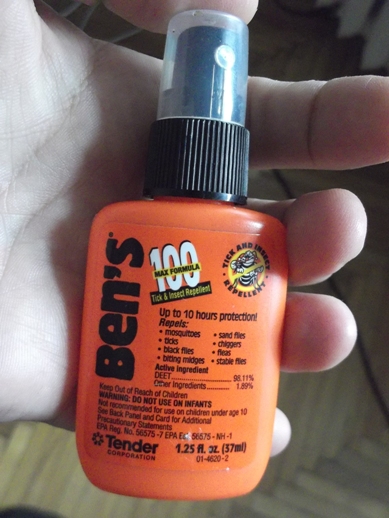 Ben's®
100
MAX FORMULA
Tick & Insect Repellent
TICK AND INSECT
REPELLENT
Up to 10 hours protection!
Repels:
• mosquitoes • sand flies
• ticks • chiggers
• black flies • fleas
• biting midges • stable flies
Active ingredient
DEET.................... 98.11%
Other Ingredients........ 1.89%
Keep Out of Reach of Children
WARNING: DO NOT USE ON INFANTS
Not recommended for use on children under age 10
See Back Patel and Card for Additional
Precautionary Statements
EPA Reg. No. 56575-7 EPA Est 56575 - NH -1
Tender
CORPORATION
1.25 fl. oz. (37ml)
01-4620-2